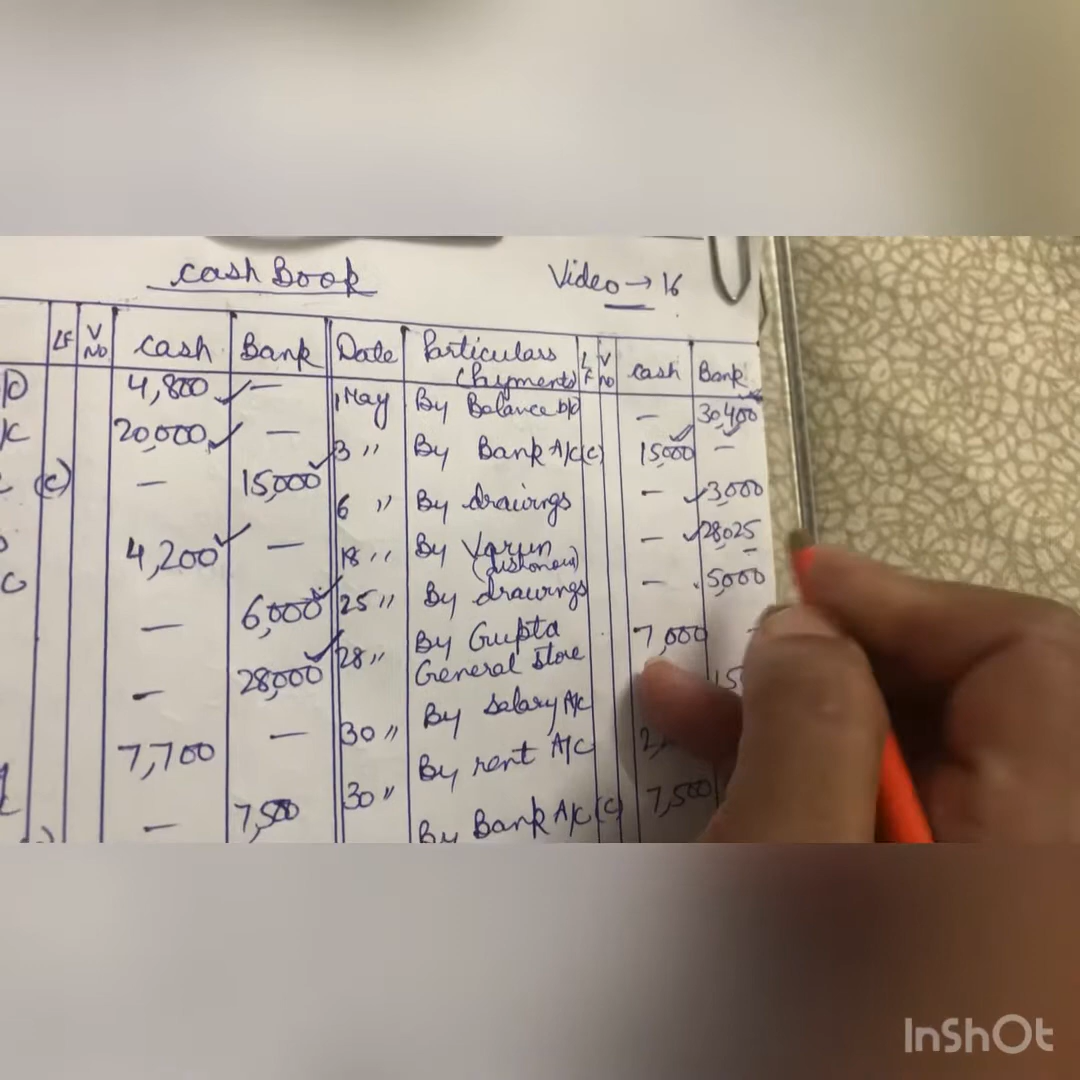 Cash Book
Video → 16
LF V No Cash Bank Date Particulars (Payments) L F V No Cash Bank
4,800 — 1 May By Balance b/d — 30,400
20,000 — 3 " By Bank A/c (C) 15,000 —
(C) — 15,000 6 " By drawings — 3,000
4,200 — 18 " By Varun (dishonour) — 28,025
— 6,000 25 " By drawings — 5,000
— 28,000 28 " By Gupta General Store 7,000
By Salary A/c
7,700 — 30 " By rent A/c
— 7,500 30 " By Bank A/c (C) 7,500
InShOt